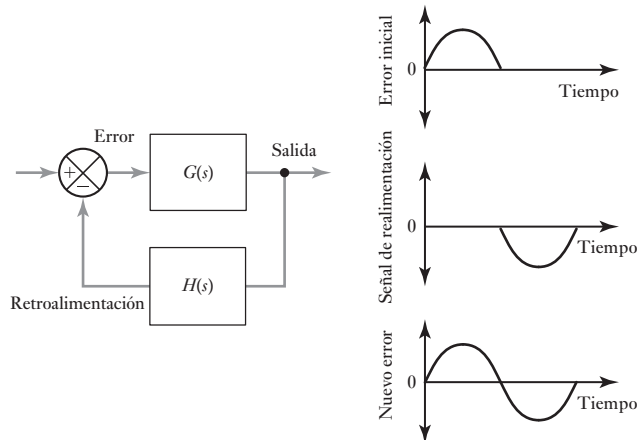 Error
Salida
G(s)
+
−
H(s)
Retroalimentación
Error inicial
0
Tiempo
Señal de realimentación
0
Tiempo
Nuevo error
0
Tiempo